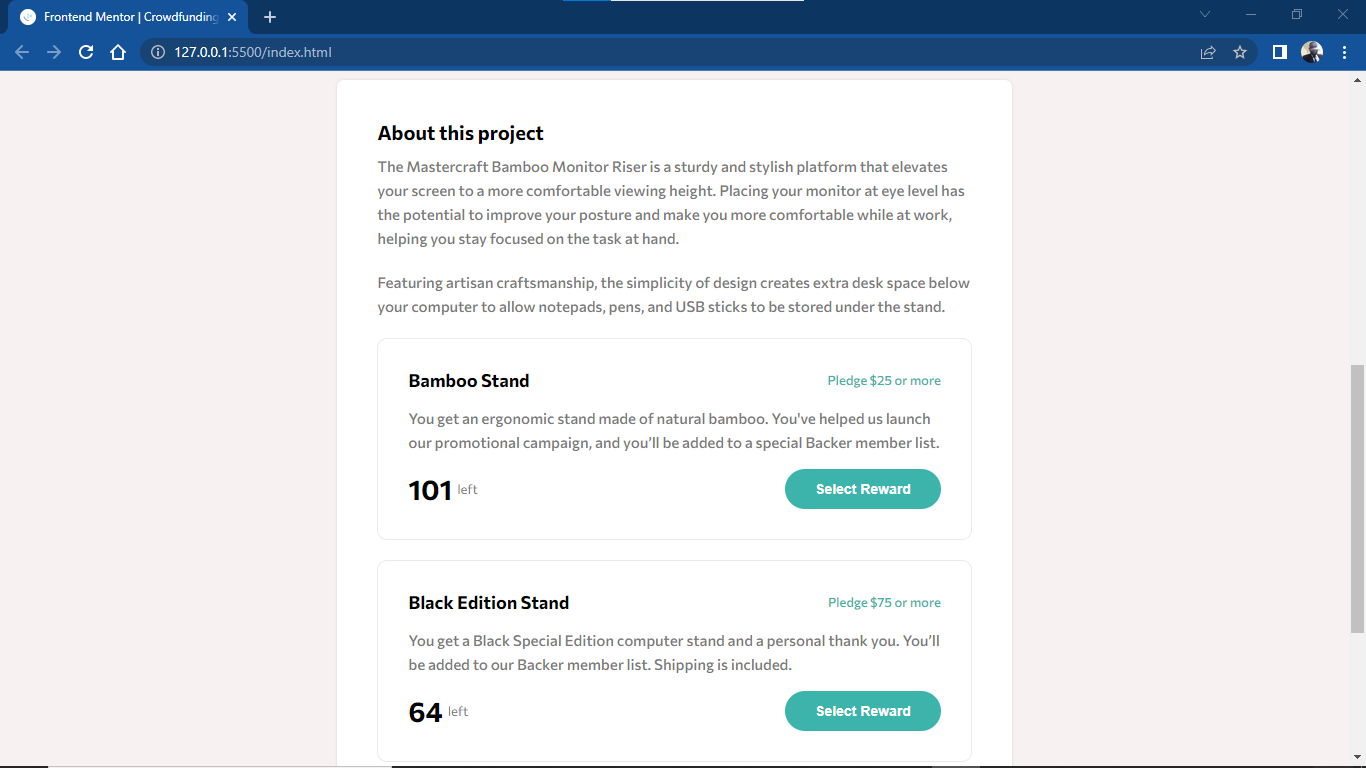 Frontend Mentor | Crowdfunding
127.0.0.1:5500/index.html
About this project
The Mastercraft Bamboo Monitor Riser is a sturdy and stylish platform that elevates
your screen to a more comfortable viewing height. Placing your monitor at eye level has
the potential to improve your posture and make you more comfortable while at work,
helping you stay focused on the task at hand.
Featuring artisan craftsmanship, the simplicity of design creates extra desk space below
your computer to allow notepads, pens, and USB sticks to be stored under the stand.
Bamboo Stand
Pledge $25 or more
You get an ergonomic stand made of natural bamboo. You've helped us launch
our promotional campaign, and you’ll be added to a special Backer member list.
101 left
Select Reward
Black Edition Stand
Pledge $75 or more
You get a Black Special Edition computer stand and a personal thank you. You’ll
be added to our Backer member list. Shipping is included.
64 left
Select Reward